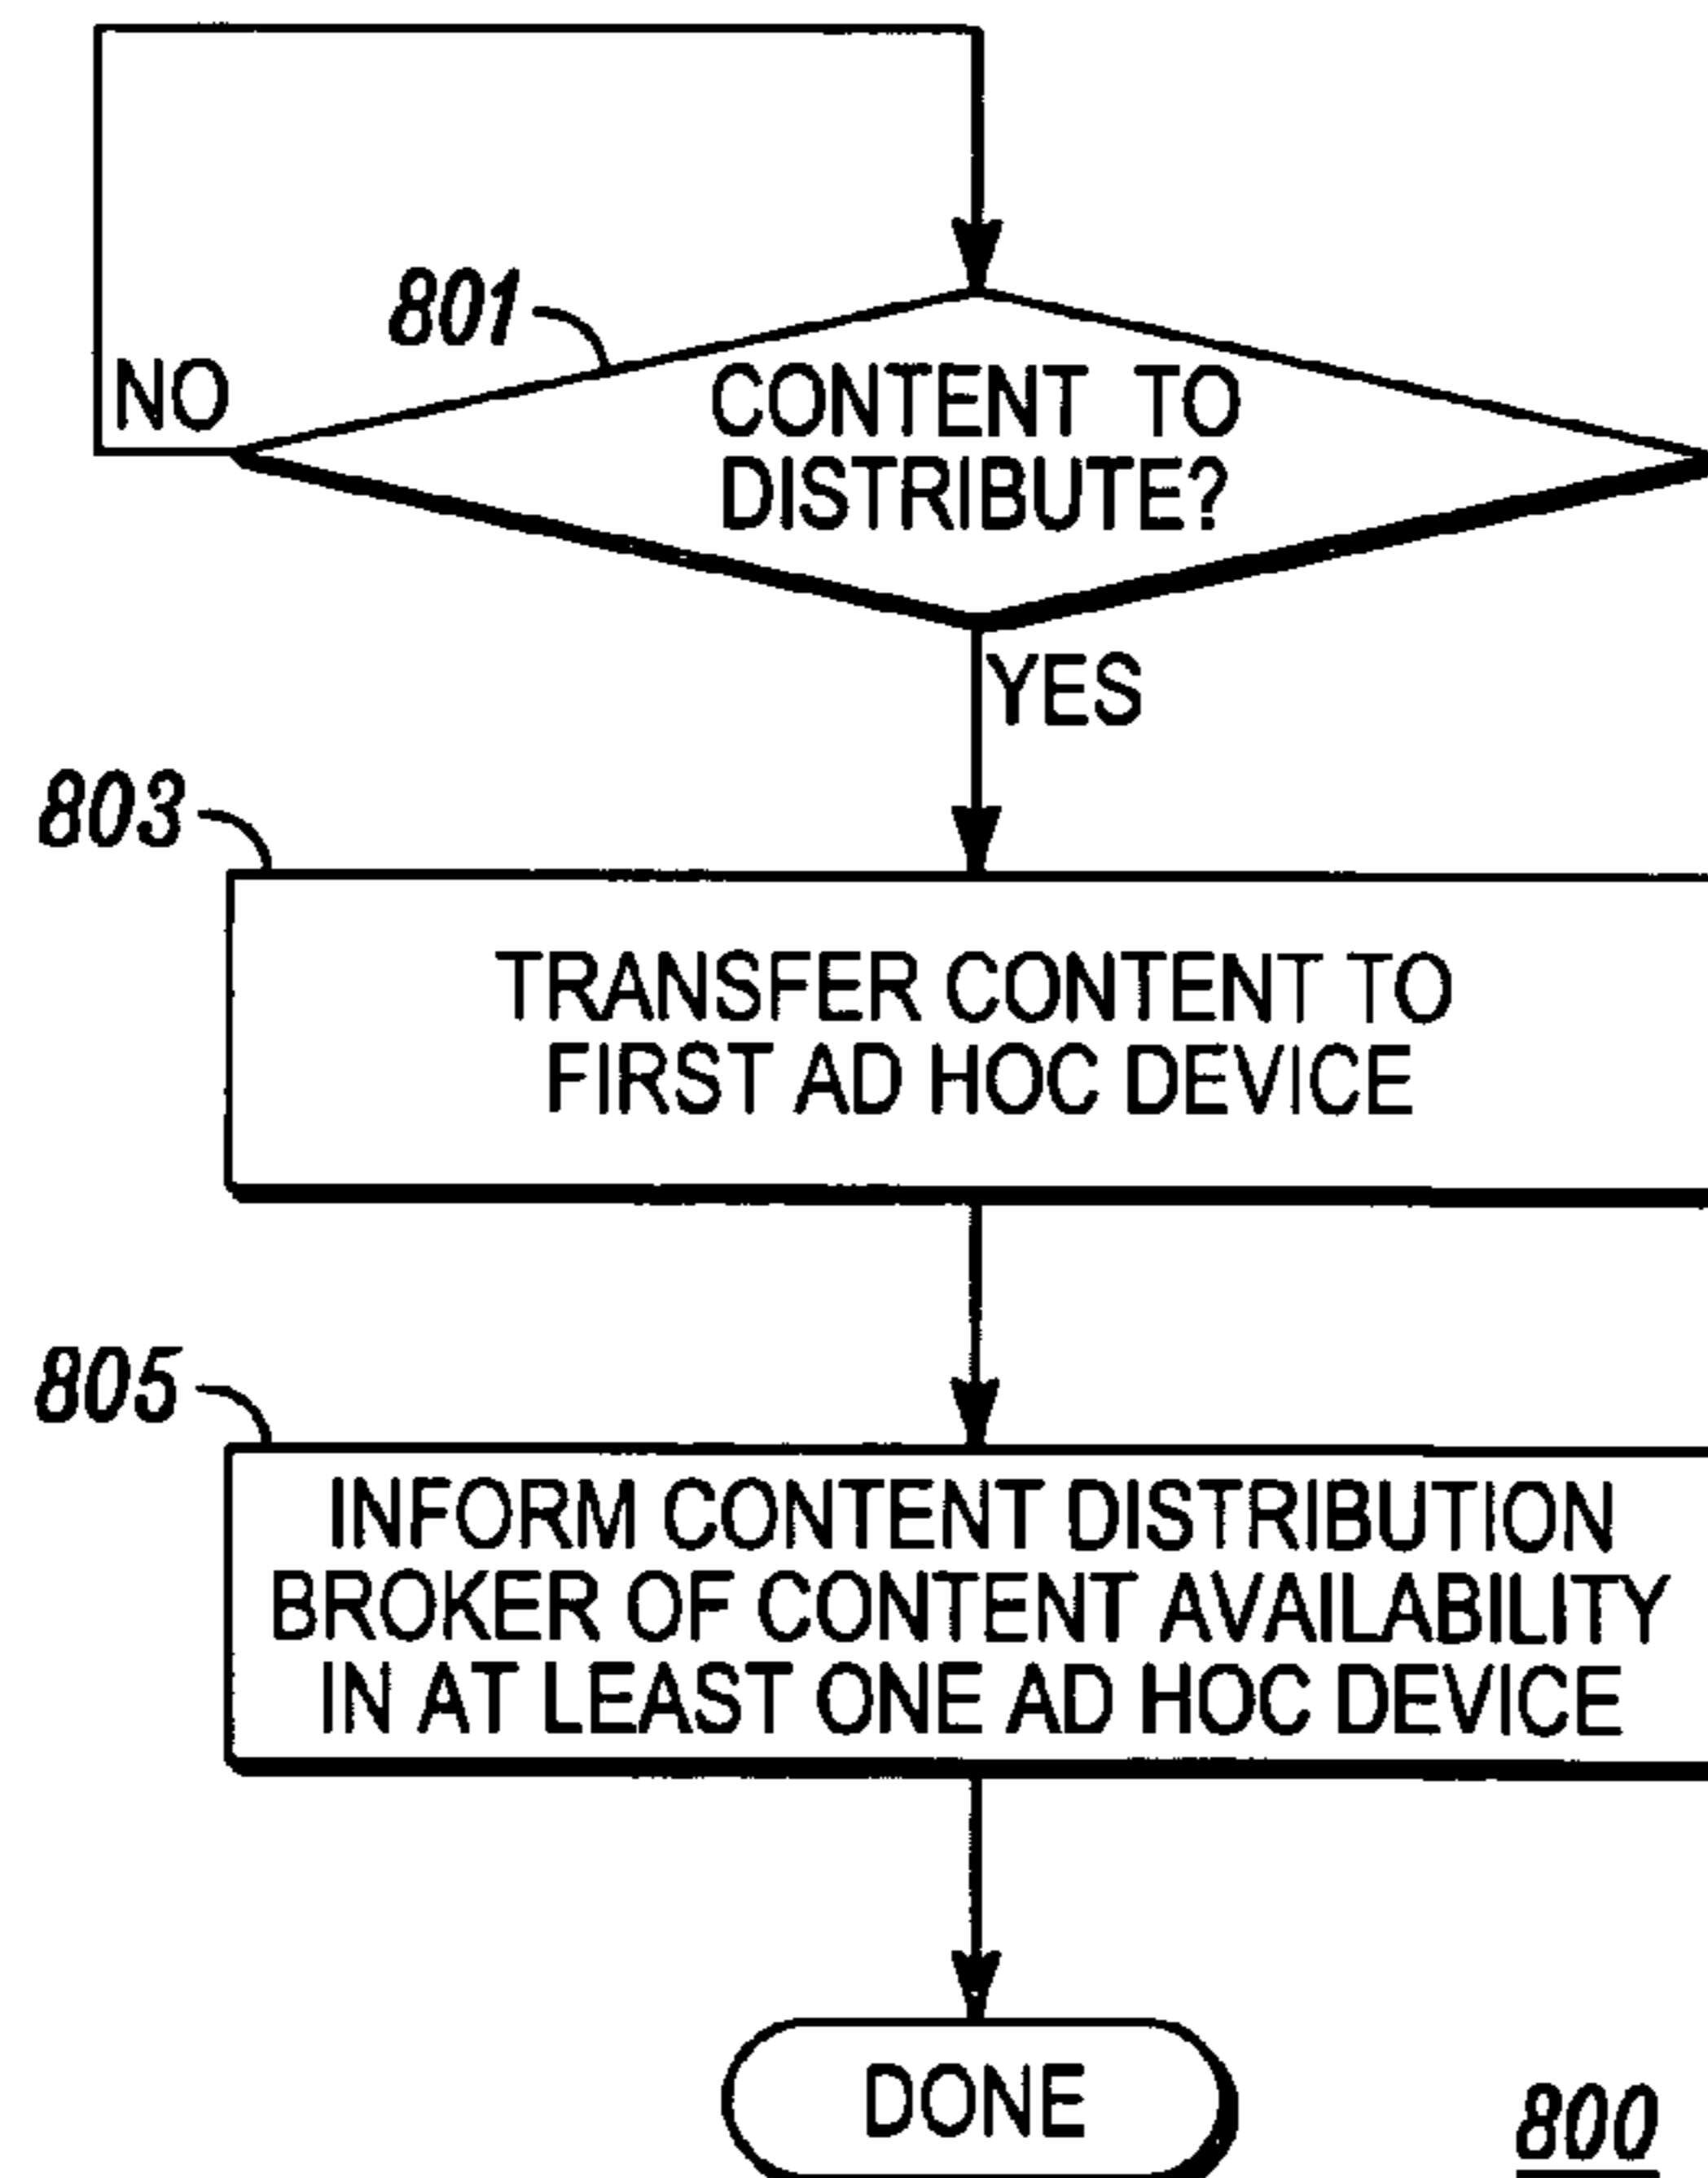 801
CONTENT TO
DISTRIBUTE?
NO
YES
803
TRANSFER CONTENT TO
FIRST AD HOC DEVICE
805
INFORM CONTENT DISTRIBUTION
BROKER OF CONTENT AVAILABILITY
IN AT LEAST ONE AD HOC DEVICE
DONE
800